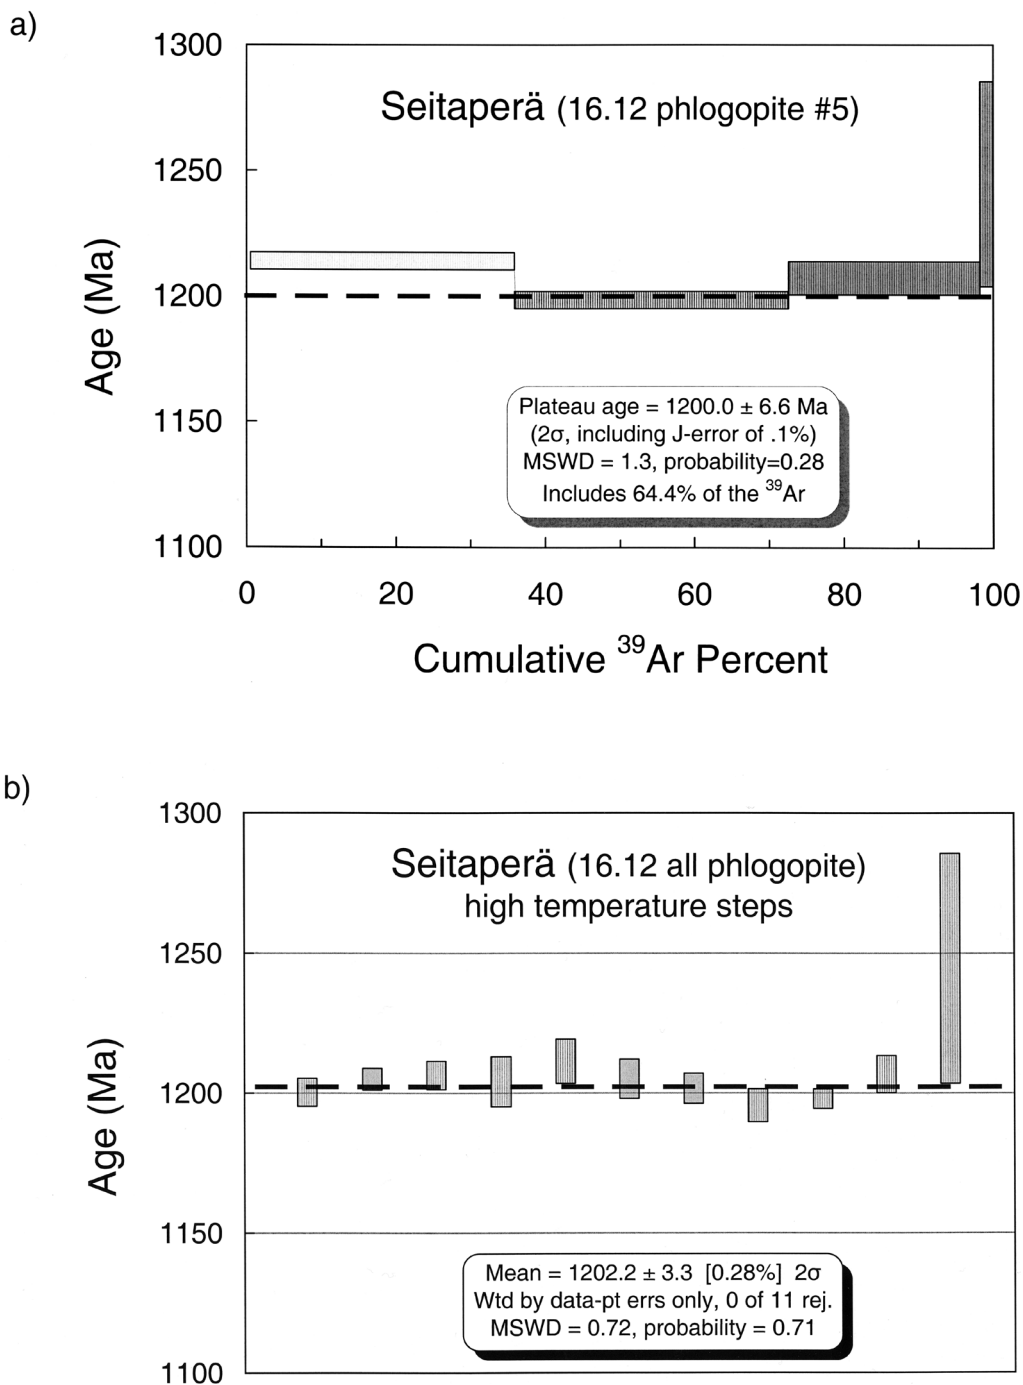 a)
1300
Seitaperä (16.12 phlogopite #5)
1250
Age (Ma)
1200
Plateau age = 1200.0 ± 6.6 Ma
(2σ, including J-error of .1%)
1150
MSWD = 1.3, probability=0.28
Includes 64.4% of the ³⁹Ar
1100
0 20 40 60 80 100
Cumulative ³⁹Ar Percent
b)
1300
Seitaperä (16.12 all phlogopite)
high temperature steps
1250
Age (Ma)
1200
1150
Mean = 1202.2 ± 3.3 [0.28%] 2σ
Wtd by data-pt errs only, 0 of 11 rej.
MSWD = 0.72, probability = 0.71
1100